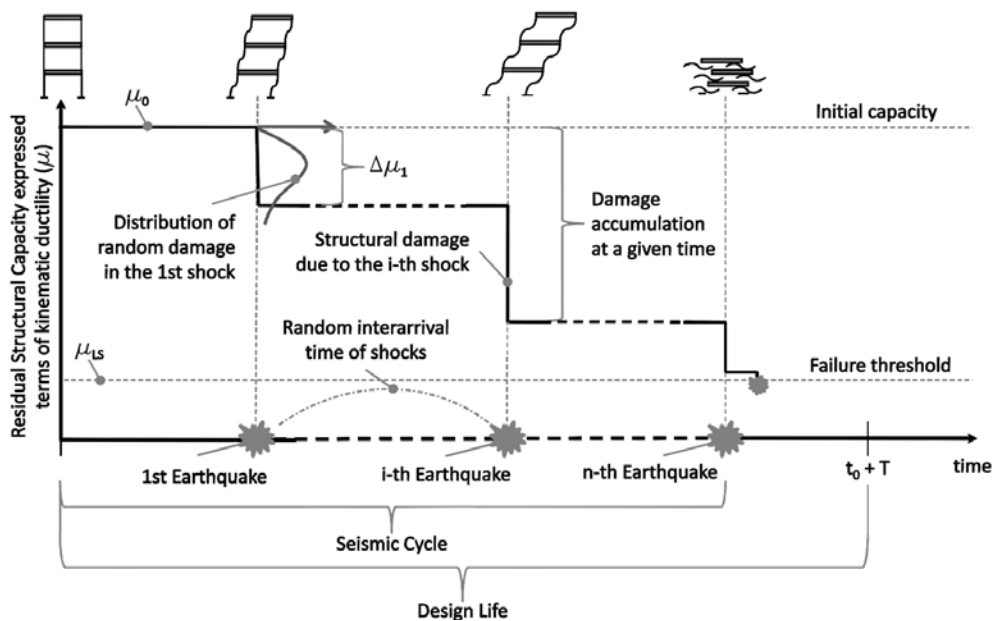 μ₀
Initial capacity
Δμ₁
Residual Structural Capacity expressed
terms of kinematic ductility (μ)
Distribution of
random damage
in the 1st shock
Structural damage
due to the i-th shock
Damage
accumulation
at a given time
Random interarrival
time of shocks
μLS
Failure threshold
1st Earthquake
i-th Earthquake
n-th Earthquake
t₀ + T
time
Seismic Cycle
Design Life